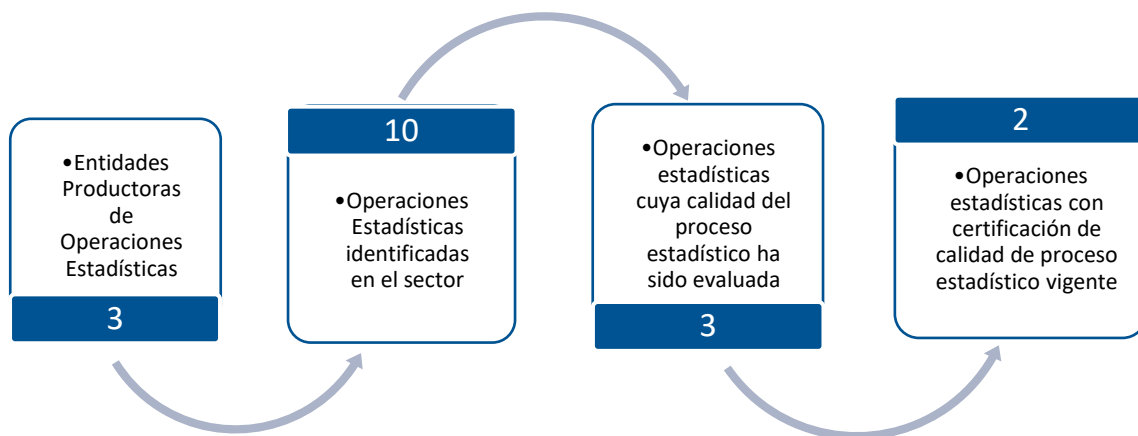 •Entidades
Productoras
de
Operaciones
Estadísticas
3
10
•Operaciones
Estadísticas
identificadas
en el sector
•Operaciones
estadísticas
cuya calidad del
proceso
estadístico ha
sido evaluada
3
2
•Operaciones
estadísticas con
certificación de
calidad de proceso
estadístico vigente